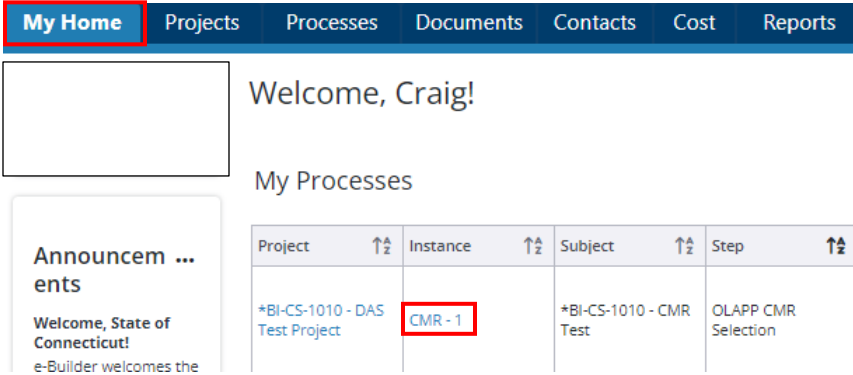 My Home Projects Processes Documents Contacts Cost Reports
Welcome, Craig!
My Processes
Announcem ...
ents
Welcome, State of
Connecticut!
e-Builder welcomes the
Project Instance Subject Step
*BI-CS-1010 - DAS
Test Project
CMR - 1
*BI-CS-1010 - CMR
Test
OLAPP CMR
Selection